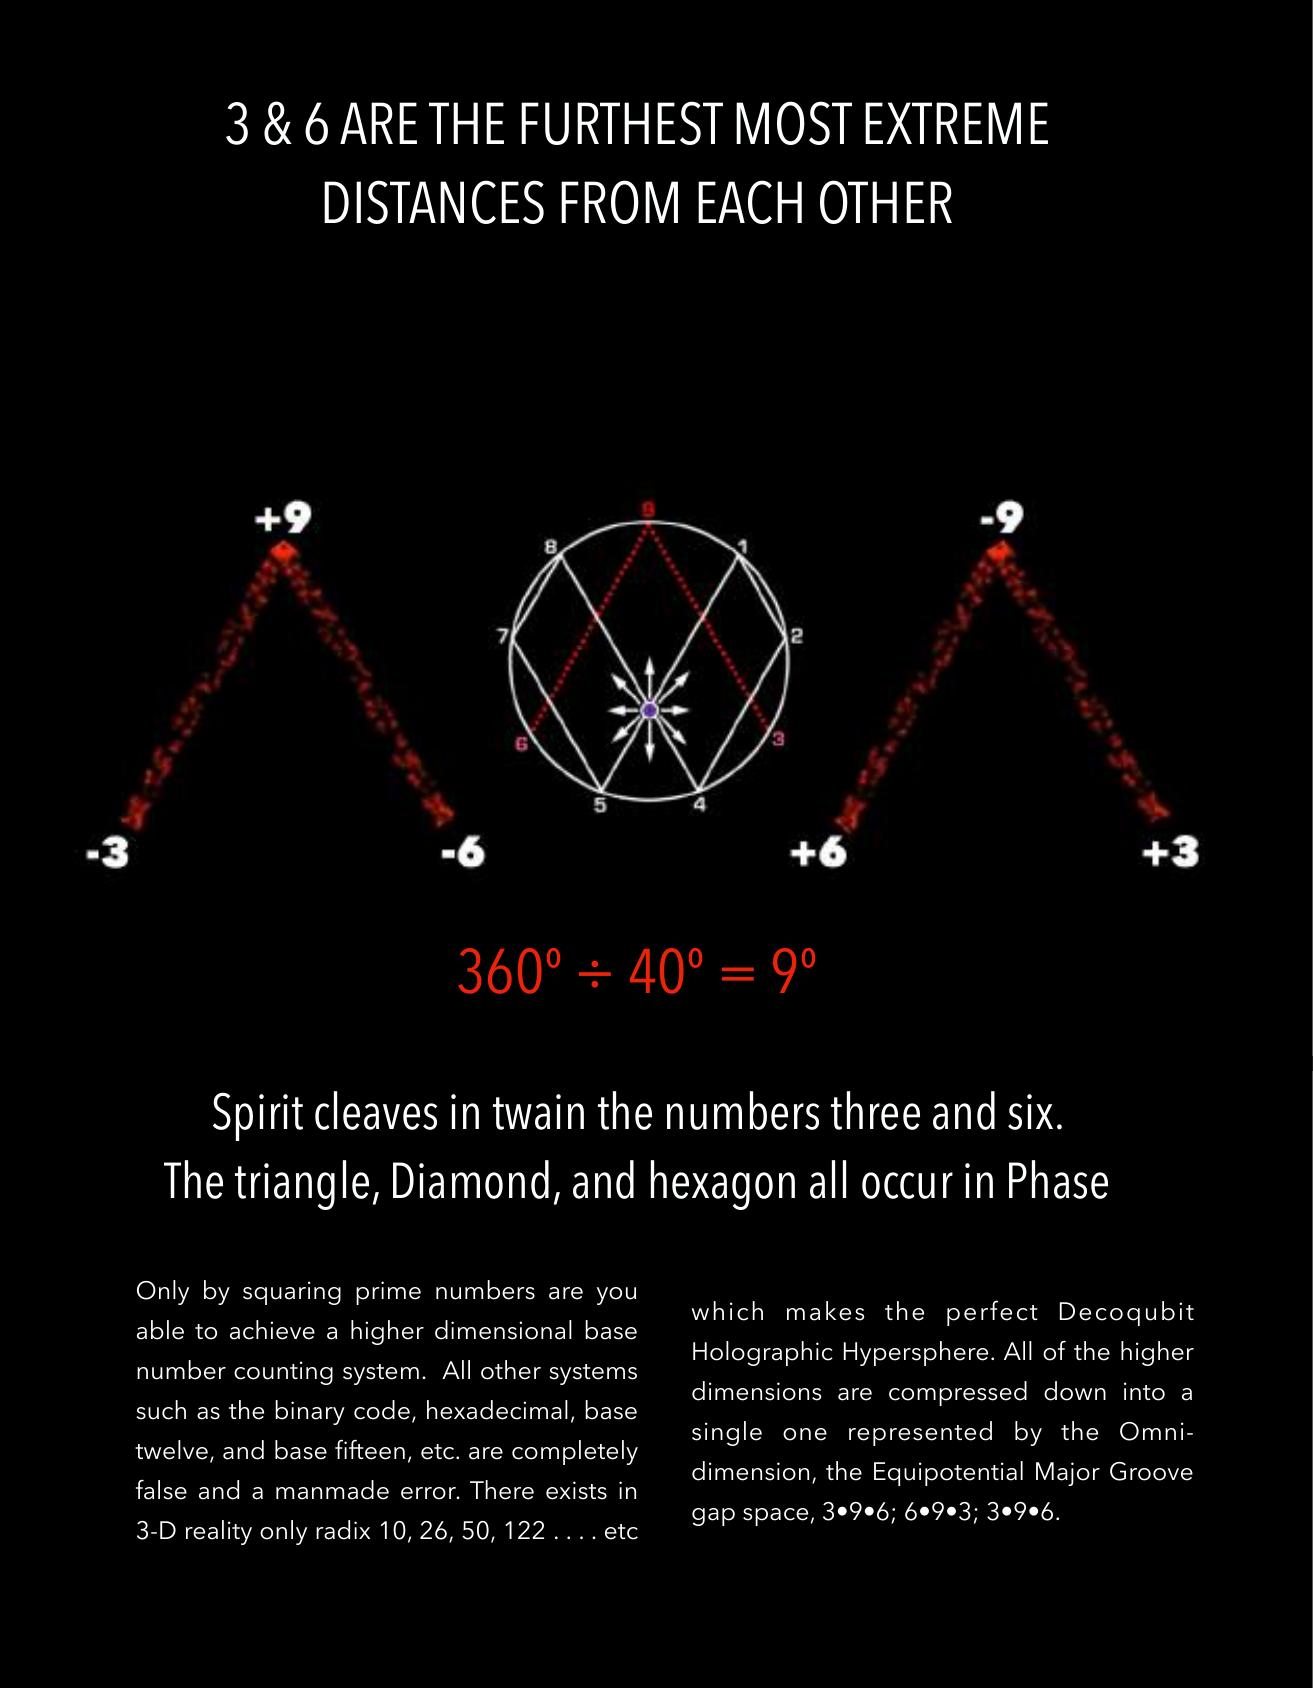 3 & 6 ARE THE FURTHEST MOST EXTREME
DISTANCES FROM EACH OTHER
+9
-3
-6
9
8
1
7
2
6
3
5
4
-9
+6
+3
360º ÷ 40º = 9º
Spirit cleaves in twain the numbers three and six.
The triangle, Diamond, and hexagon all occur in Phase
Only by squaring prime numbers are you
able to achieve a higher dimensional base
number counting system.  All other systems
such as the binary code, hexadecimal, base
twelve, and base fifteen, etc. are completely
false and a manmade error. There exists in
3-D reality only radix 10, 26, 50, 122 . . . . etc
which makes the perfect Decoqubit
Holographic Hypersphere. All of the higher
dimensions are compressed down into a
single one represented by the Omni-
dimension, the Equipotential Major Groove
gap space, 3•9•6; 6•9•3; 3•9•6.